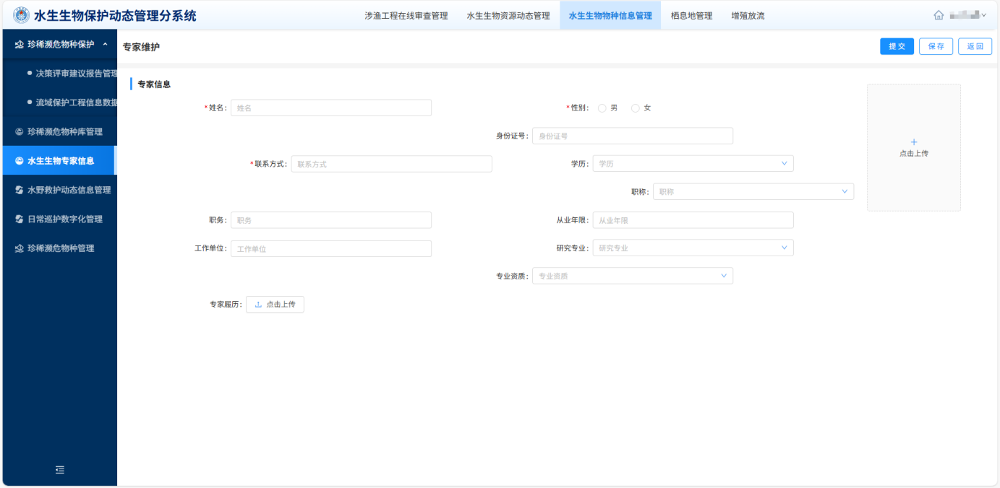 水生生物保护动态管理分系统
涉渔工程在线审查管理 水生生物资源动态管理 水生生物物种信息管理 栖息地管理 增殖放流
珍稀濒危物种保护
决策评审建议报告管理
流域保护工程信息数据
珍稀濒危物种库管理
水生生物专家信息
水野救护动态信息管理
日常巡护数字化管理
珍稀濒危物种管理
专家维护
提交 保存 返回
专家信息
*姓名: 姓名 *性别: 男 女
身份证号: 身份证号
*联系方式: 联系方式 学历: 学历
职称: 职称
职务: 职务 从业年限: 从业年限
工作单位: 工作单位 研究专业: 研究专业
专业资质: 专业资质
专家履历: 点击上传
+
点击上传